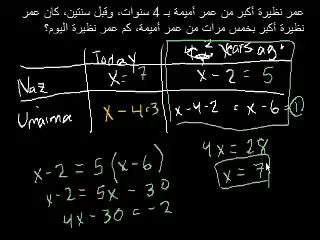 عمر نظيرة أكبر من عمر أميمة بـ 4 سنوات، وقبل سنتين، كان عمر
نظيرة أكبر بخمس مرات من عمر أميمة، كم عمر نظيرة اليوم؟
Today 2 years ago
Naz x = 7 x - 2 = 5
Umaima x - 4 = 3 x - 4 - 2 = x - 6 = 1
x - 2 = 5(x - 6) 4x = 28
x - 2 = 5x - 30 x = 7
4x - 30 = -2